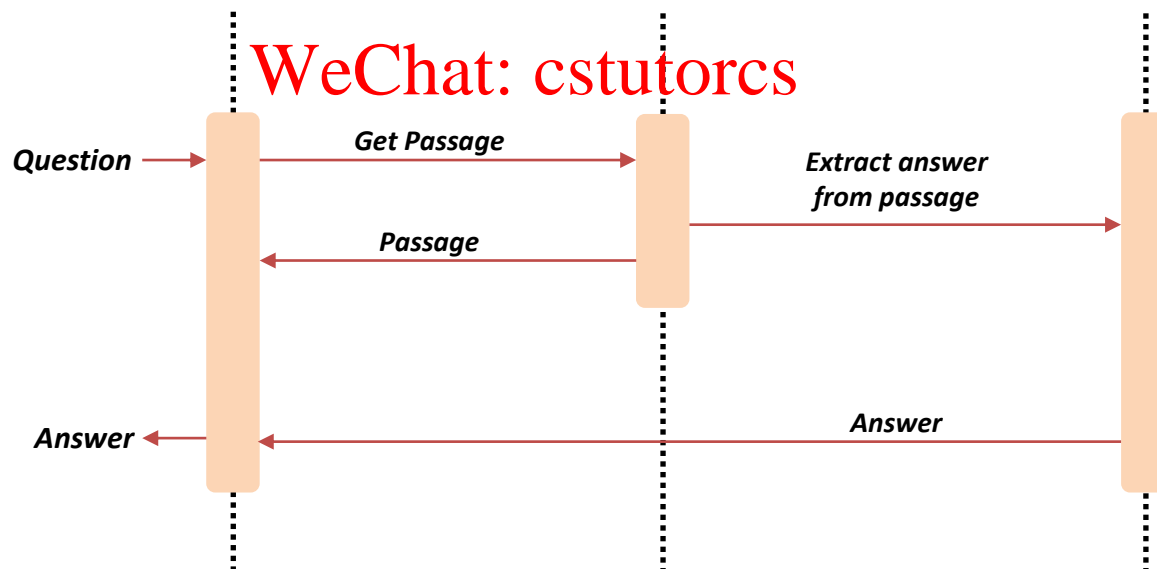 WeChat: cstutorcs
Get Passage
Question
Extract answer
from passage
Passage
Answer
Answer